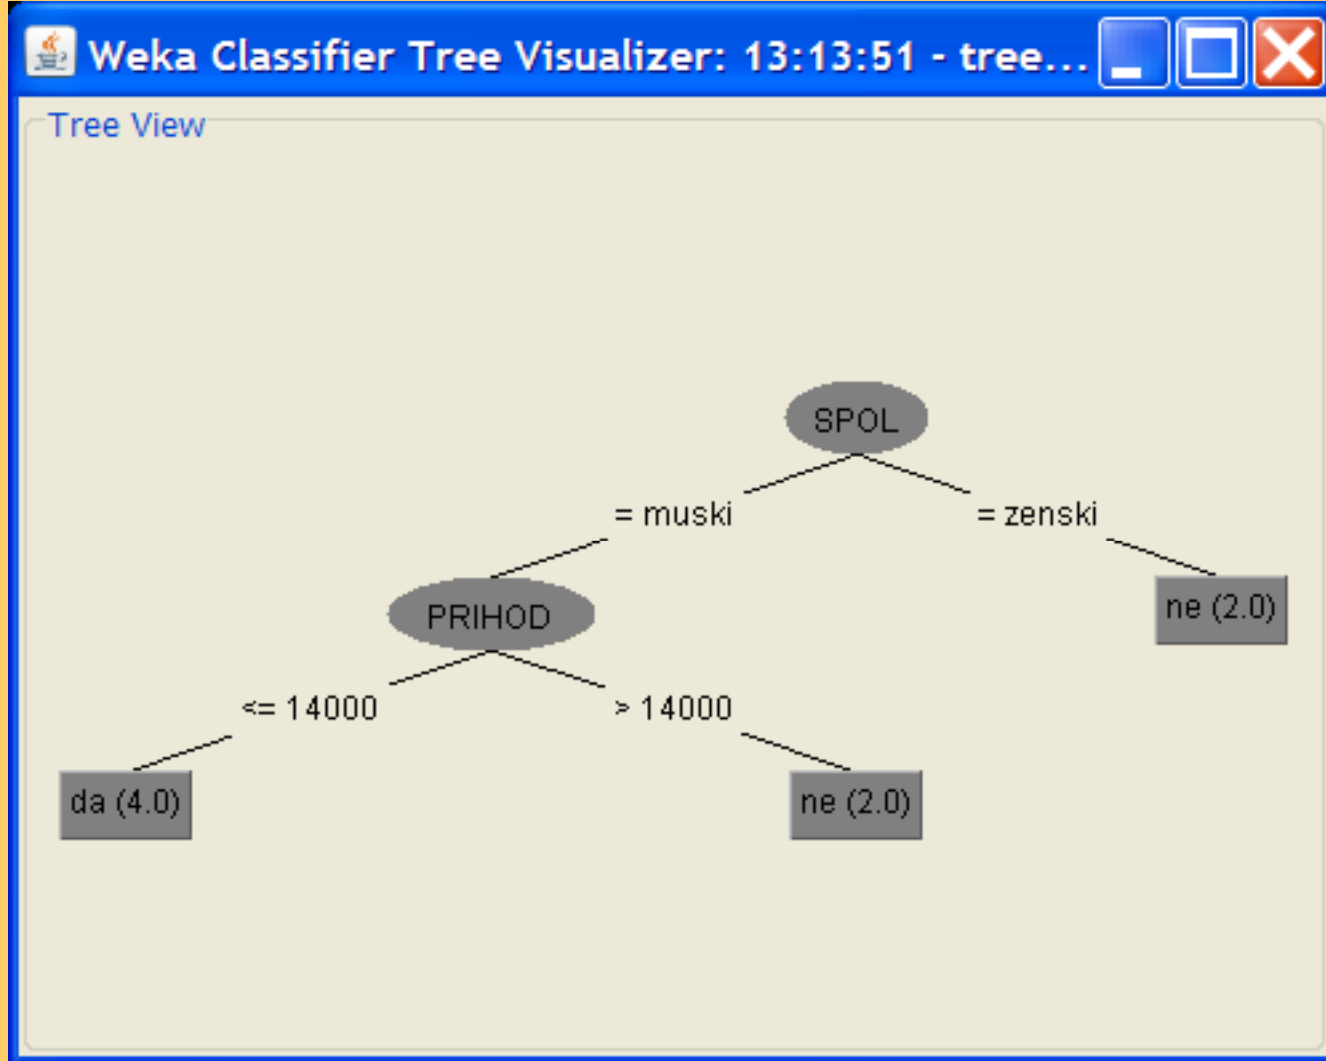 Weka Classifier Tree Visualizer: 13:13:51 - tree...
Tree View
SPOL
= muski
= zenski
PRIHOD
ne (2.0)
<= 14000
> 14000
da (4.0)
ne (2.0)